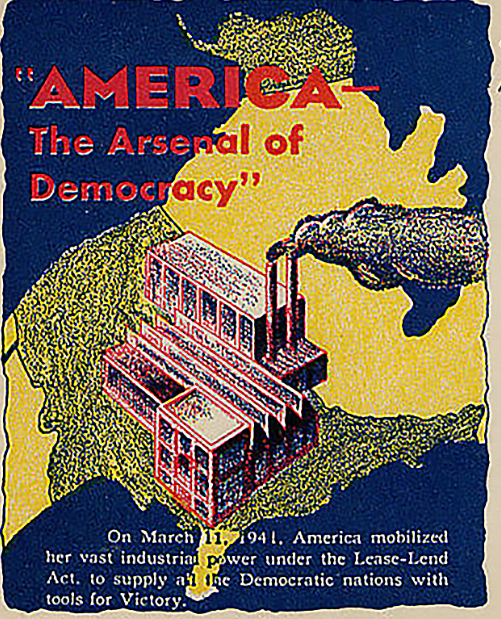 "AMERICA—
The Arsenal of
Democracy"
On March 11, 1941, America mobilized
her vast industrial power under the Lease-Lend
Act. to supply all the Democratic nations with
tools for Victory.